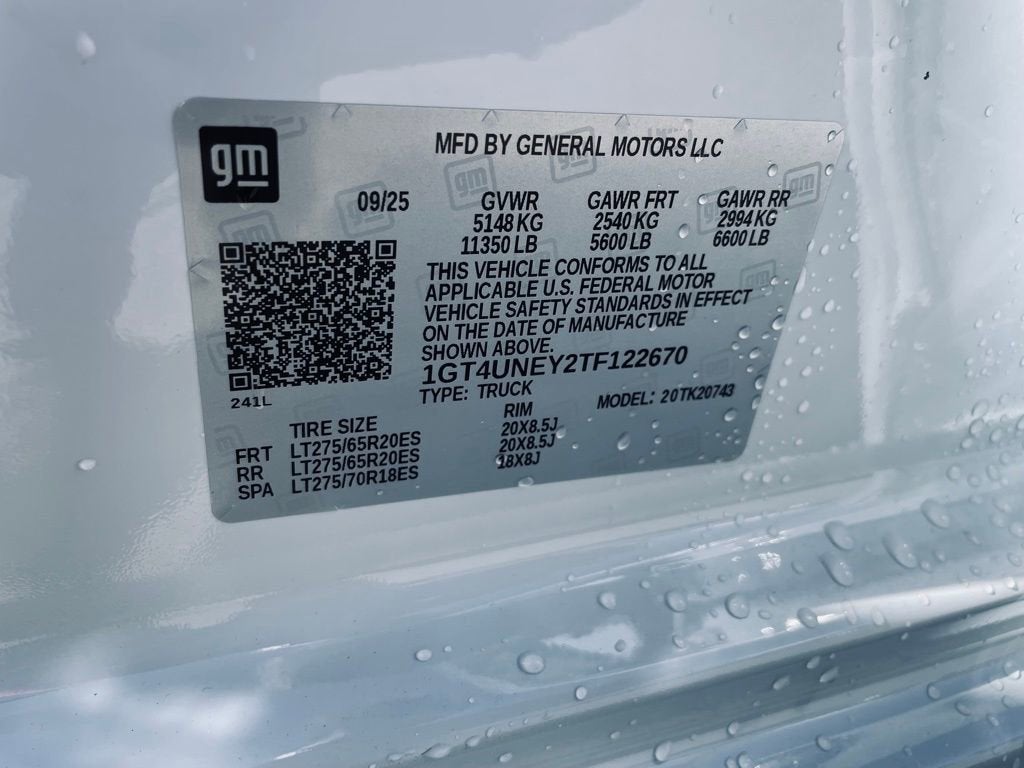 gm
MFD BY GENERAL MOTORS LLC
09/25 GVWR GAWR FRT GAWR RR
5148 KG 2540 KG 2994 KG
11350 LB 5600 LB 6600 LB
THIS VEHICLE CONFORMS TO ALL
APPLICABLE U.S. FEDERAL MOTOR
VEHICLE SAFETY STANDARDS IN EFFECT
ON THE DATE OF MANUFACTURE
SHOWN ABOVE.
1GT4UNEY2TF122670
TYPE: TRUCK MODEL: 20TK20743
241L
TIRE SIZE RIM
FRT LT275/65R20ES 20X8.5J
RR LT275/65R20ES 20X8.5J
SPA LT275/70R18ES 18X8J